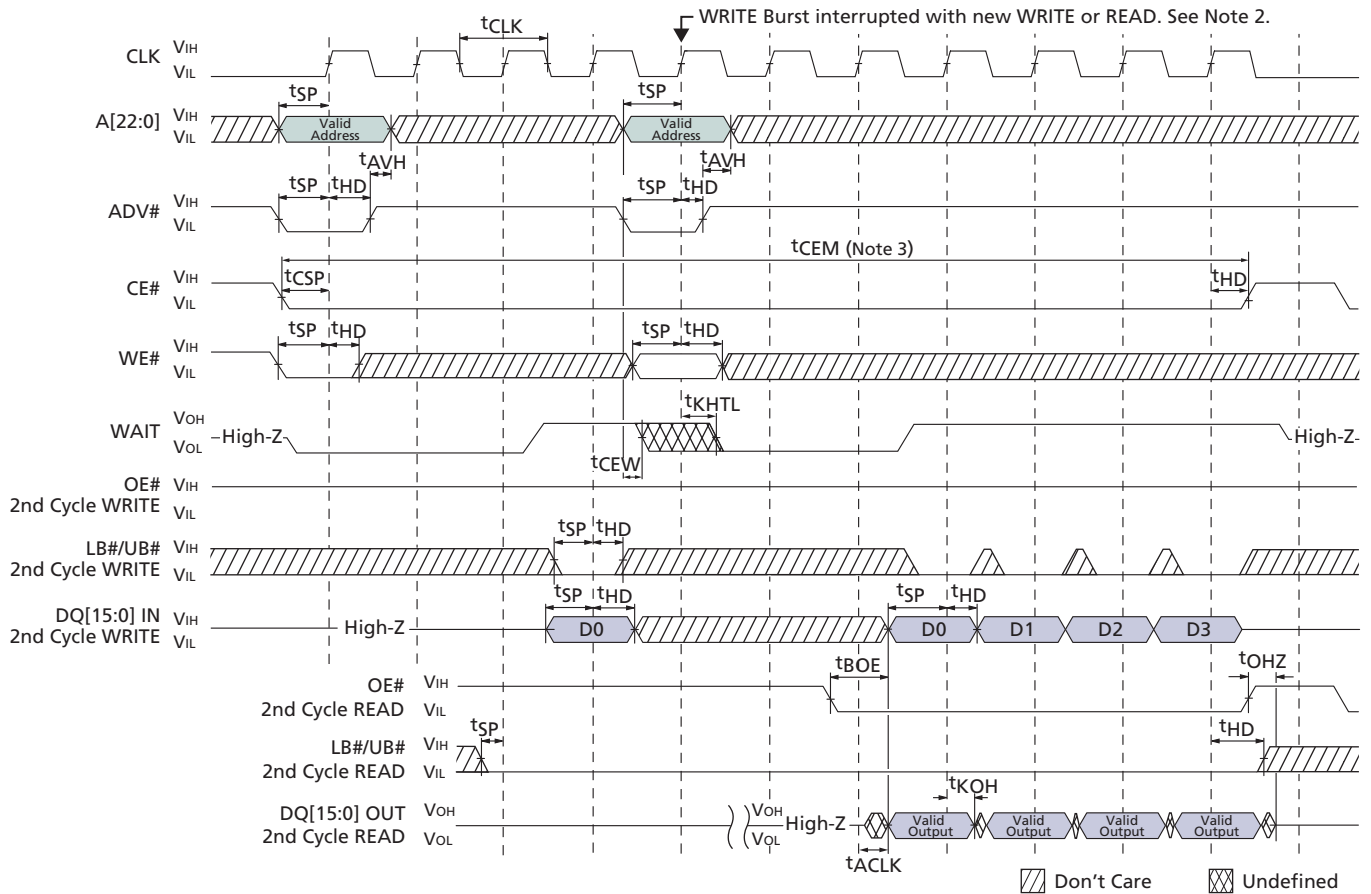 WRITE Burst interrupted with new WRITE or READ. See Note 2.
tCLK
CLK VIH
VIL
tSP tSP
A[22:0] VIH
VIL
Valid Address Valid Address
tAVH tAVH
tSP tHD tSP tHD
ADV# VIH
VIL
tCEM (Note 3)
CE# VIH
VIL
tCSP tHD
tSP tHD tSP tHD
WE# VIH
VIL
tKHTL
WAIT VOH
VOL
High-Z High-Z
tCEW
OE# VIH
2nd Cycle WRITE VIL
tSP tHD
LB#/UB# VIH
2nd Cycle WRITE VIL
tSP tHD tSP tHD
DQ[15:0] IN VIH
2nd Cycle WRITE VIL
High-Z D0 D0 D1 D2 D3
tBOE tOHZ
OE# VIH
2nd Cycle READ VIL
tSP tHD
LB#/UB# VIH
2nd Cycle READ VIL
tKOH
DQ[15:0] OUT VOH
2nd Cycle READ VOL
VOH
VOL
High-Z Valid Output Valid Output Valid Output Valid Output
tACLK
Don't Care Undefined